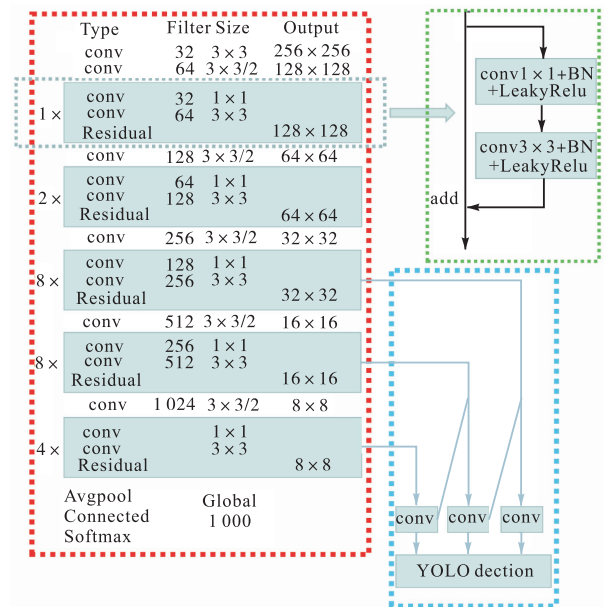 Type Filter Size Output
conv 32 3×3 256×256
conv 64 3×3/2 128×128
1×
conv 32 1×1
conv 64 3×3
Residual 128×128
conv 128 3×3/2 64×64
2×
conv 64 1×1
conv 128 3×3
Residual 64×64
conv 256 3×3/2 32×32
8×
conv 128 1×1
conv 256 3×3
Residual 32×32
conv 512 3×3/2 16×16
8×
conv 256 1×1
conv 512 3×3
Residual 16×16
conv 1 024 3×3/2 8×8
4×
conv 1×1
conv 3×3
Residual 8×8
Avgpool Global
Connected 1 000
Softmax
conv1×1+BN
+LeakyRelu
conv3×3+BN
+LeakyRelu
add
conv conv conv
YOLO dection